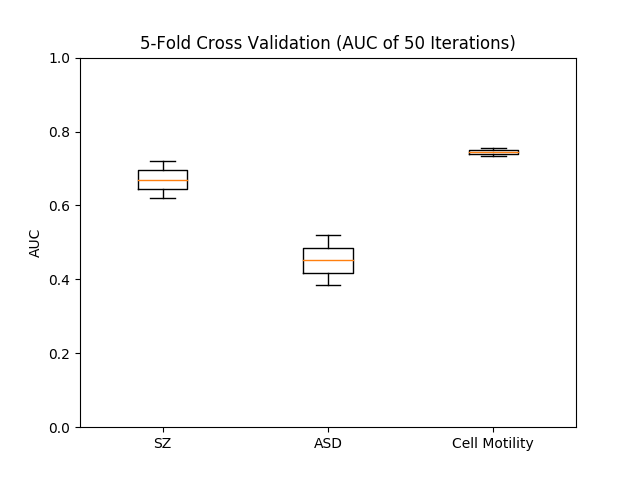 5-Fold Cross Validation (AUC of 50 Iterations)
1.0
0.8
0.6
0.4
0.2
0.0
AUC
SZ
ASD
Cell Motility